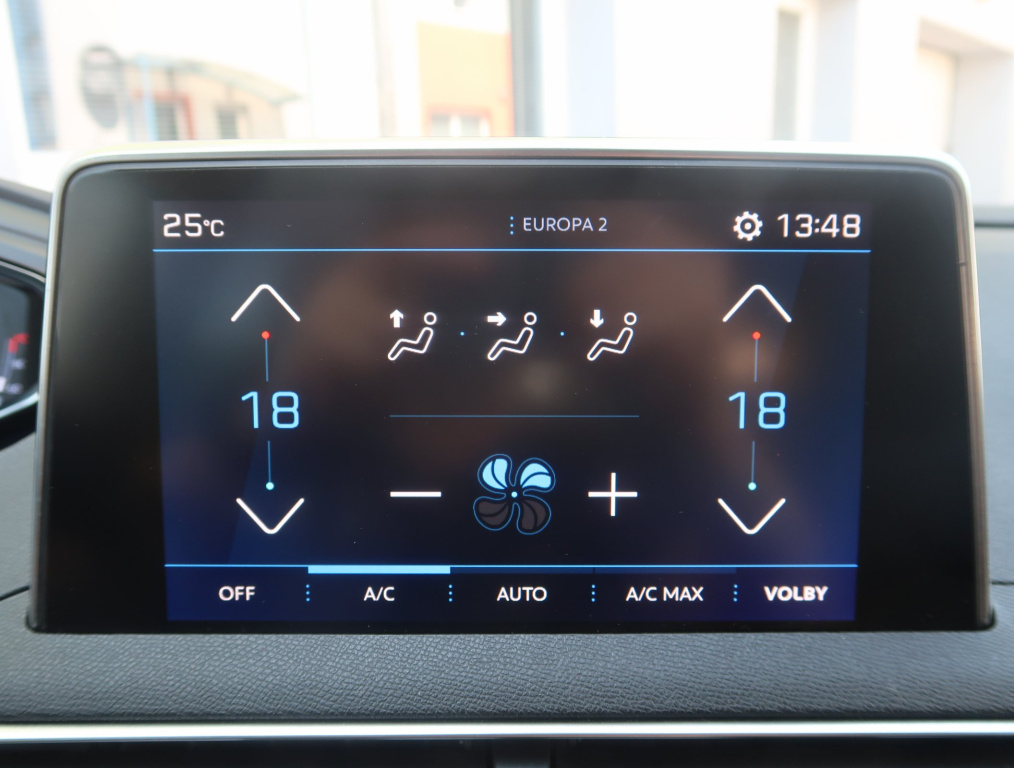 25°C
EUROPA 2
13:48
18
18
OFF
A/C
AUTO
A/C MAX
VOLBY